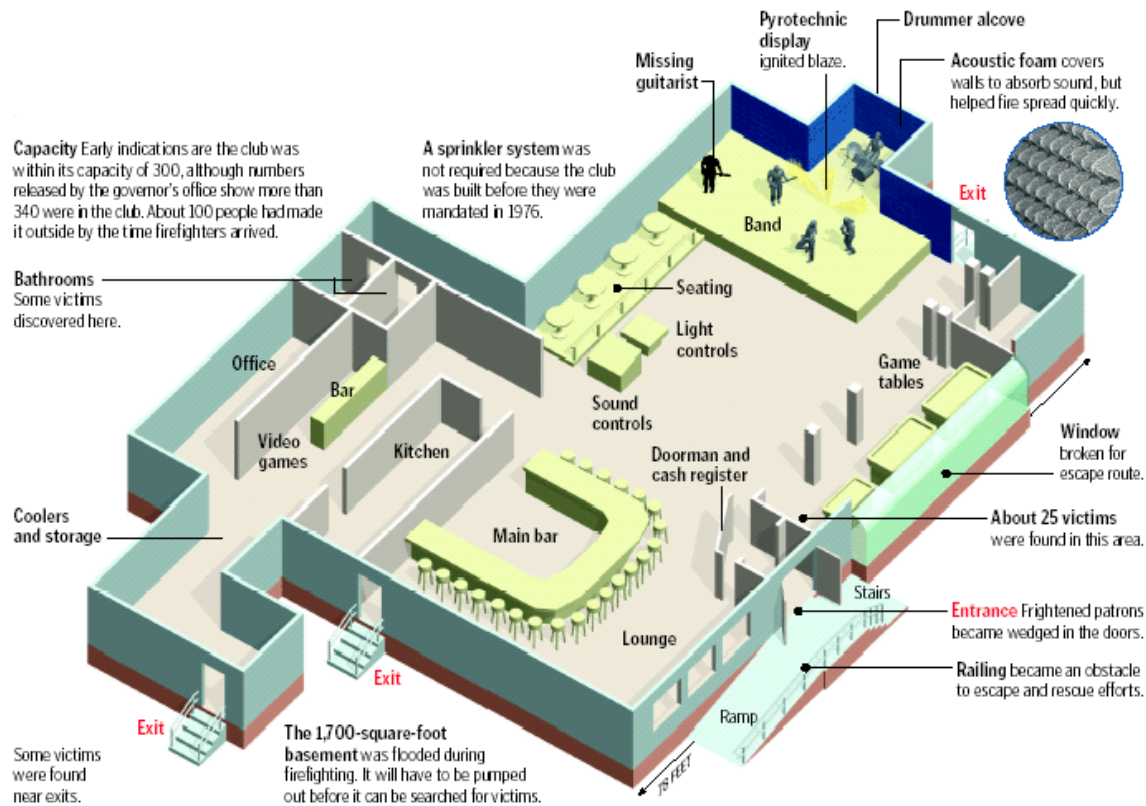 Pyrotechnic
display
ignited blaze.
Drummer alcove
Missing
guitarist
Acoustic foam covers
walls to absorb sound, but
helped fire spread quickly.
Capacity Early indications are the club was
within its capacity of 300, although numbers
released by the governor's office show more than
340 were in the club. About 100 people had made
it outside by the time firefighters arrived.
A sprinkler system was
not required because the club
was built before they were
mandated in 1976.
Exit
Band
Bathrooms
Some victims
discovered here.
Seating
Light
controls
Office
Game
tables
Bar
Sound
controls
Video
games
Kitchen
Window
broken for
escape route.
Doorman and
cash register
Coolers
and storage
Main bar
About 25 victims
were found in this area.
Stairs
Entrance Frightened patrons
became wedged in the doors.
Lounge
Railing became an obstacle
to escape and rescue efforts.
Exit
Ramp
Exit
The 1,700-square-foot
basement was flooded during
firefighting. It will have to be pumped
out before it can be searched for victims.
Some victims
were found
near exits.
78 FEET